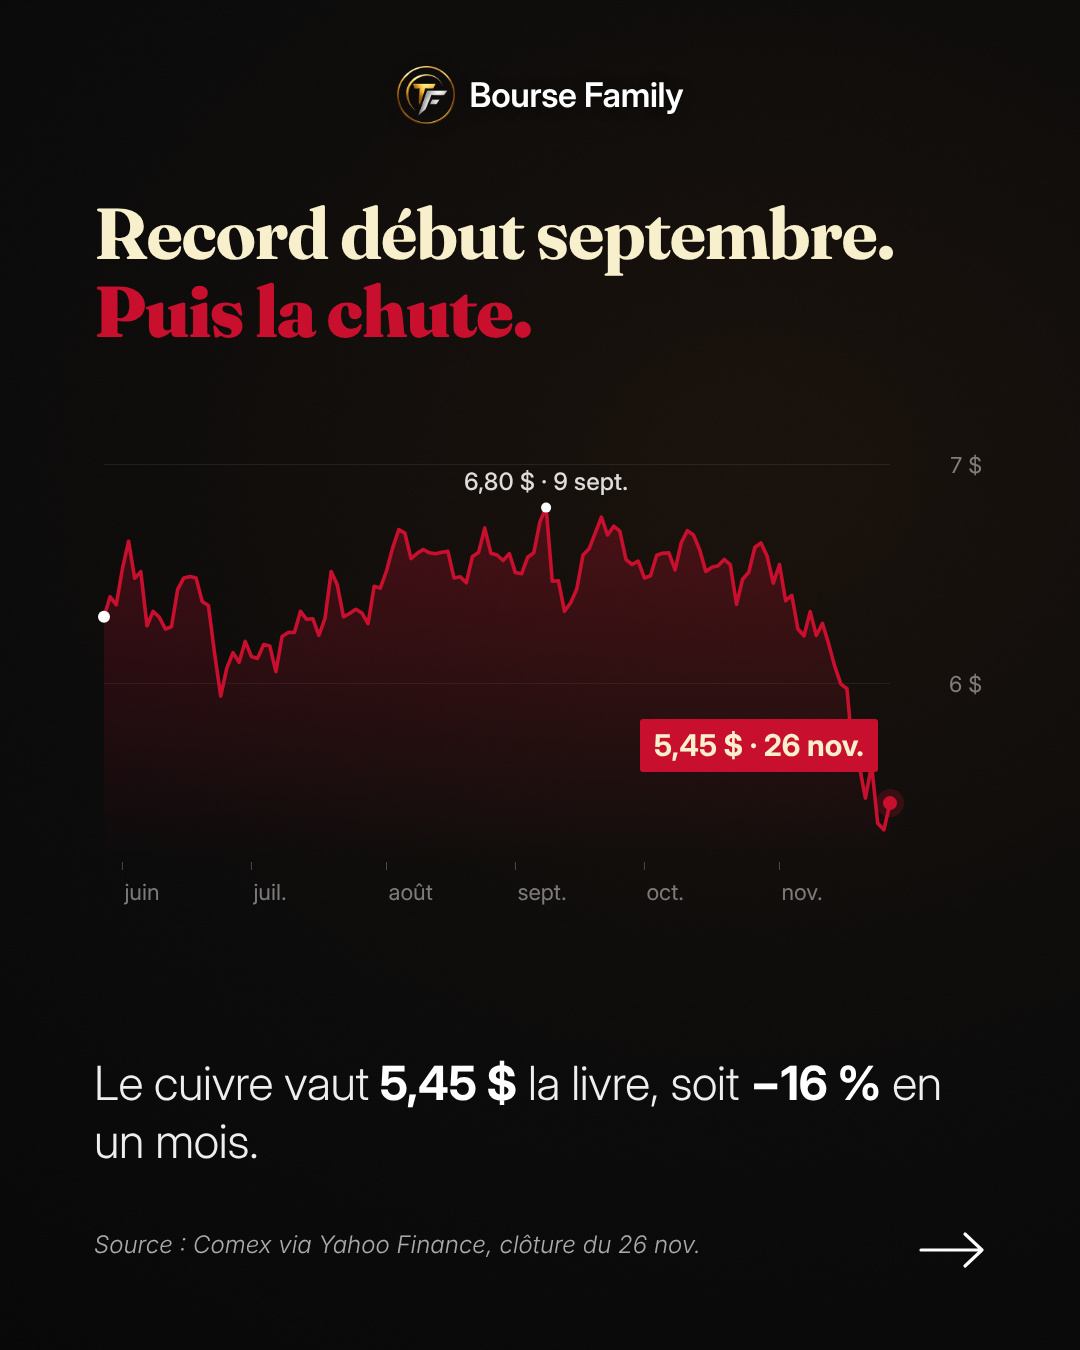 TF Bourse Family
Record début septembre.
Puis la chute.
7 $
6,80 $ · 9 sept.
6 $
5,45 $ · 26 nov.
juin juil. août sept. oct. nov.
Le cuivre vaut 5,45 $ la livre, soit −16 % en
un mois.
Source : Comex via Yahoo Finance, clôture du 26 nov.